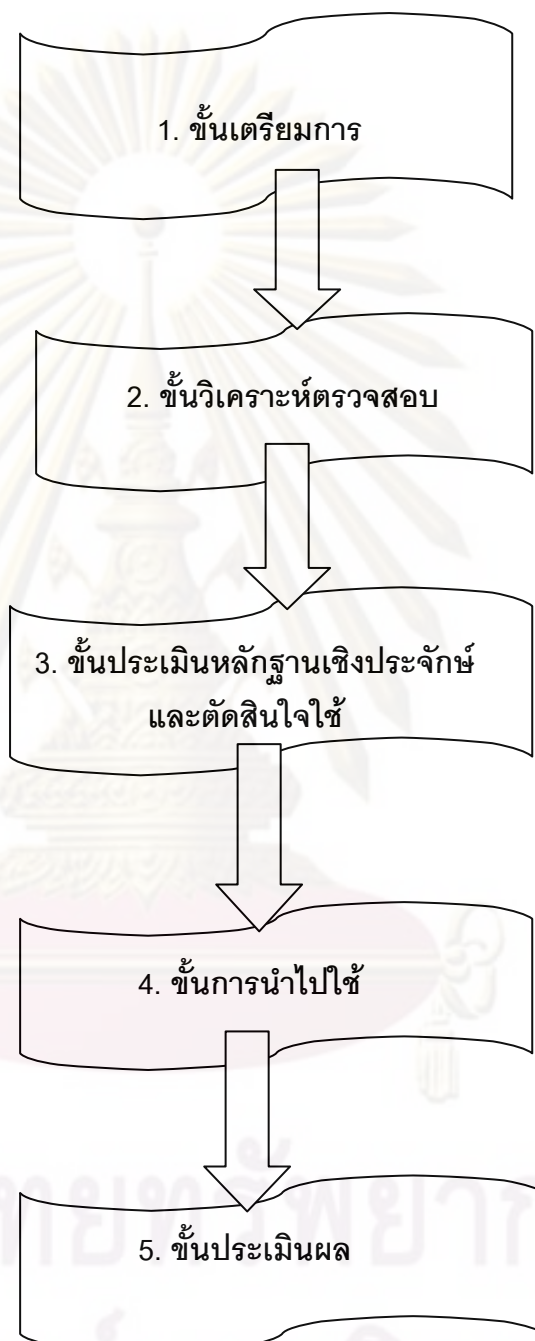 1. ขั้นเตรียมการ
2. ขั้นวิเคราะห์ตรวจสอบ
3. ขั้นประเมินหลักฐานเชิงประจักษ์
และตัดสินใจใช้
4. ขั้นการนำไปใช้
5. ขั้นประเมินผล